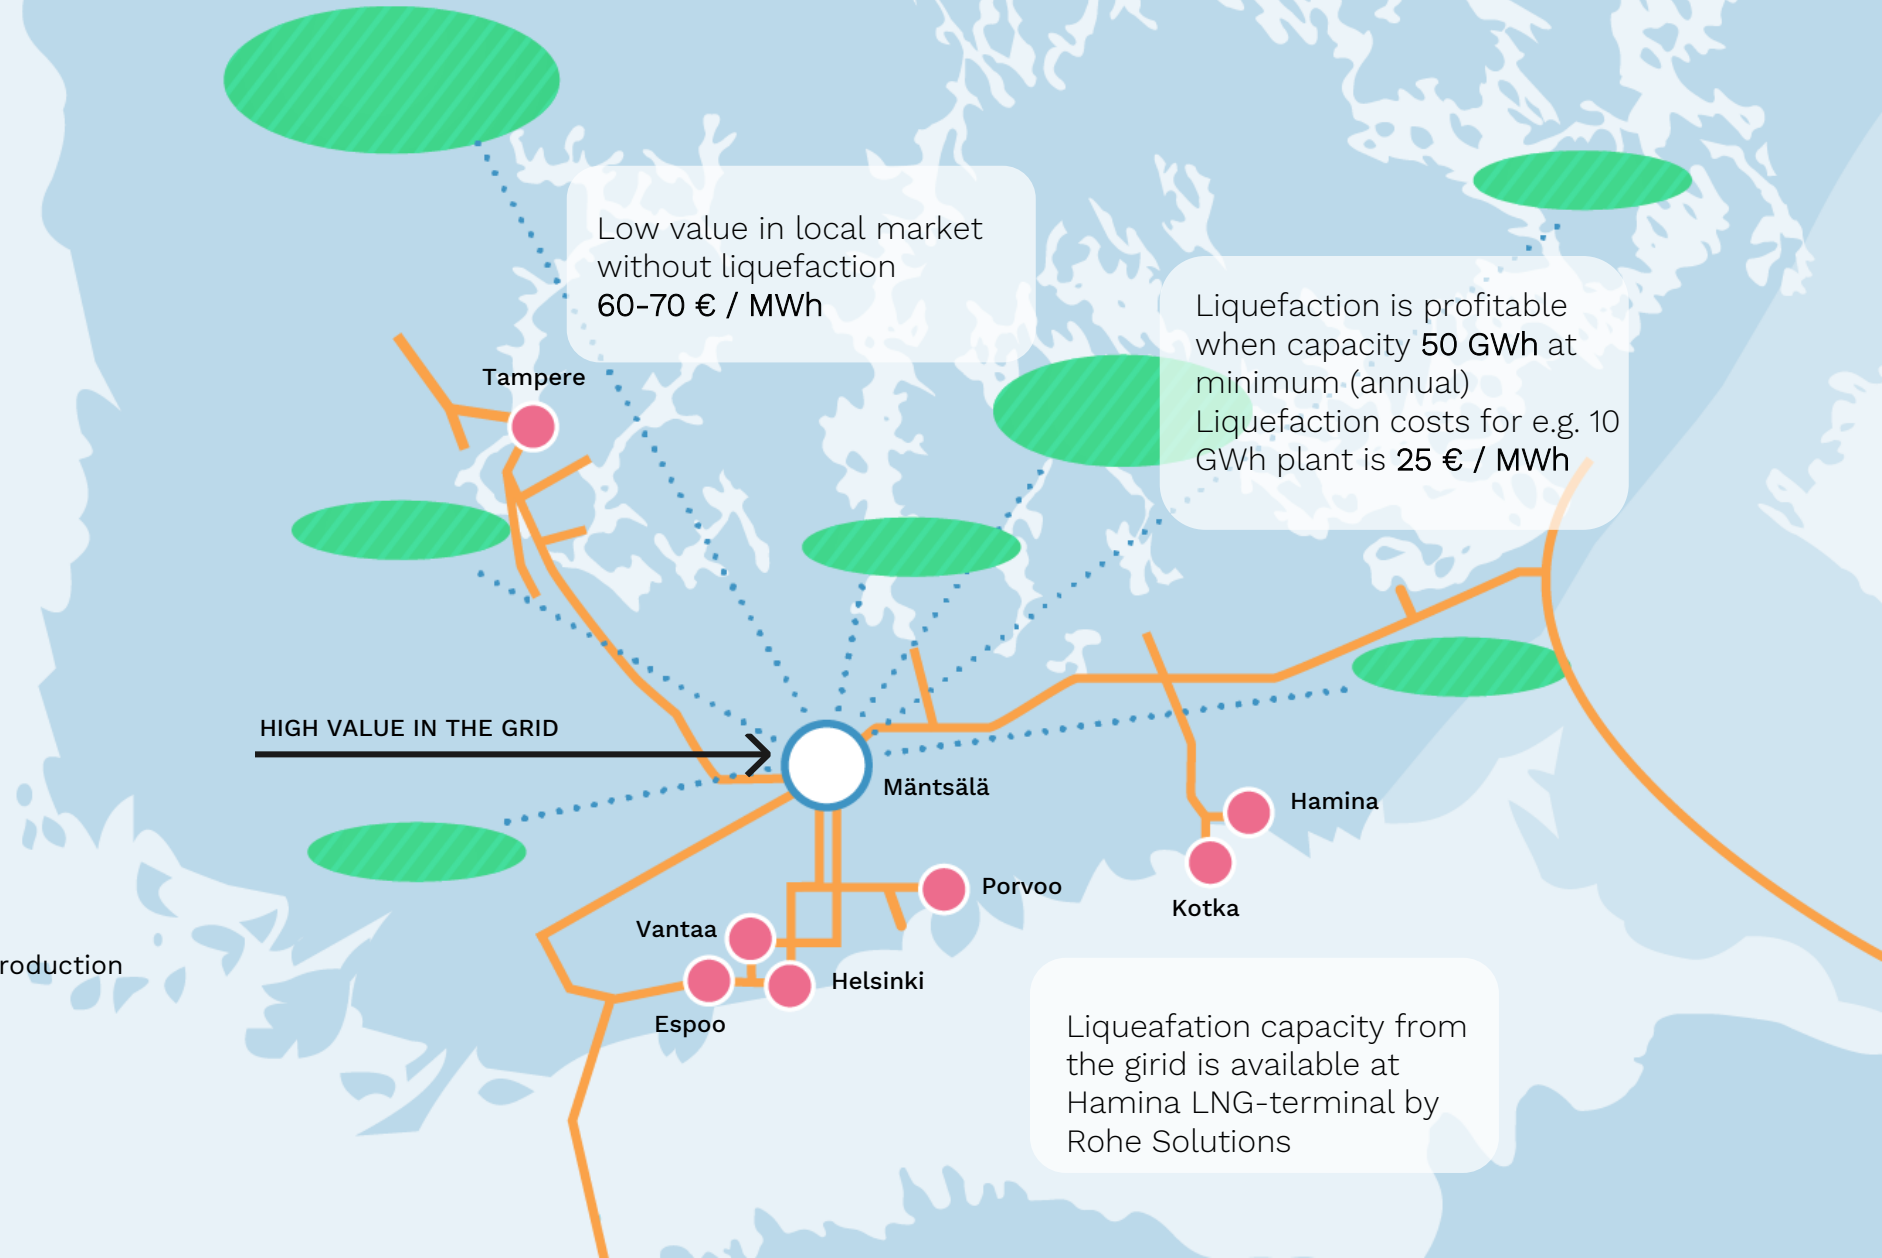 Low value in local market
without liquefaction
60-70 € / MWh
Liquefaction is profitable
when capacity 50 GWh at
minimum (annual)
Liquefaction costs for e.g. 10
GWh plant is 25 € / MWh
Tampere
HIGH VALUE IN THE GRID
Mäntsälä
Hamina
Kotka
Porvoo
Vantaa
Helsinki
Espoo
roduction
Liqueafation capacity from
the girid is available at
Hamina LNG-terminal by
Rohe Solutions